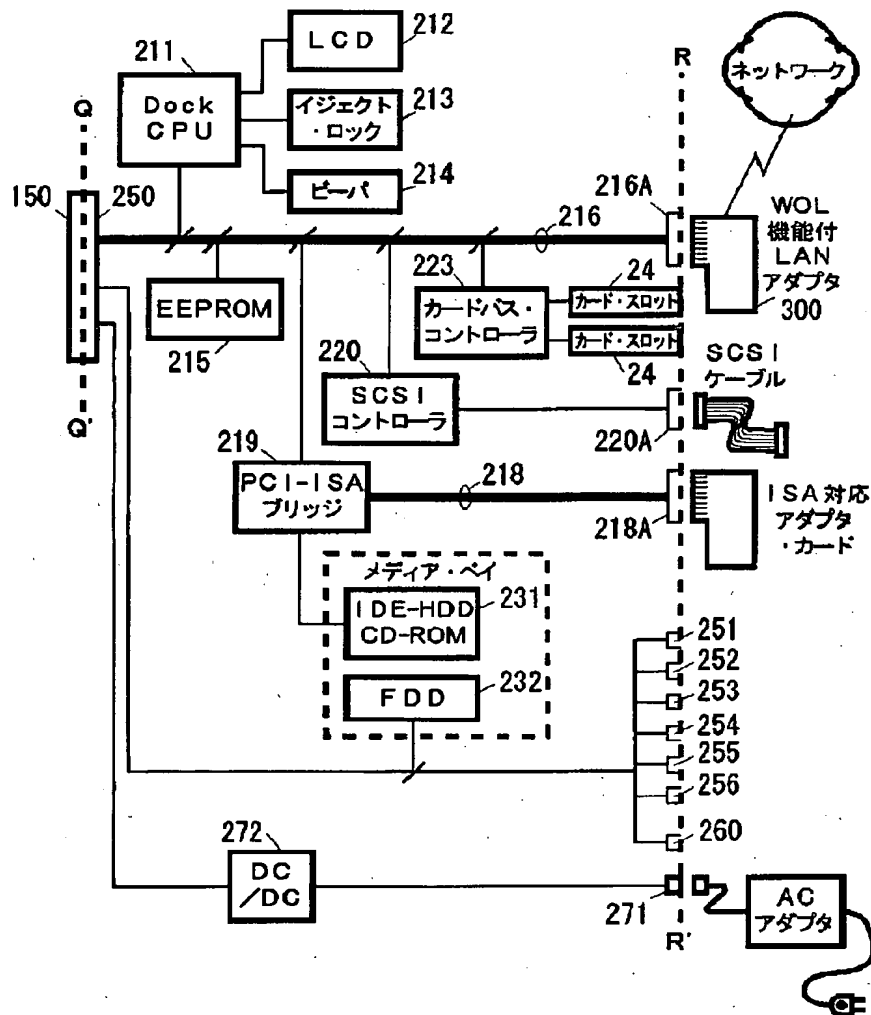 LCD
212
211
Dock
CPU
イジェクト
・ロック
213
ビーパ
214
Q
150
250
R
ネットワーク
216A
216
WOL
機能付
LAN
アダプタ
300
EEPROM
215
223
カードバス・
コントローラ
24
カード・スロット
カード・スロット
24
220
SCSI
コントローラ
SCSI
ケーブル
220A
Q'
219
PCI-ISA
ブリッジ
218
218A
ISA対応
アダプタ
・カード
メディア・ベイ
IDE-HDD
CD-ROM
231
FDD
232
251
252
253
254
255
256
260
272
DC
/DC
271
R'
AC
アダプタ